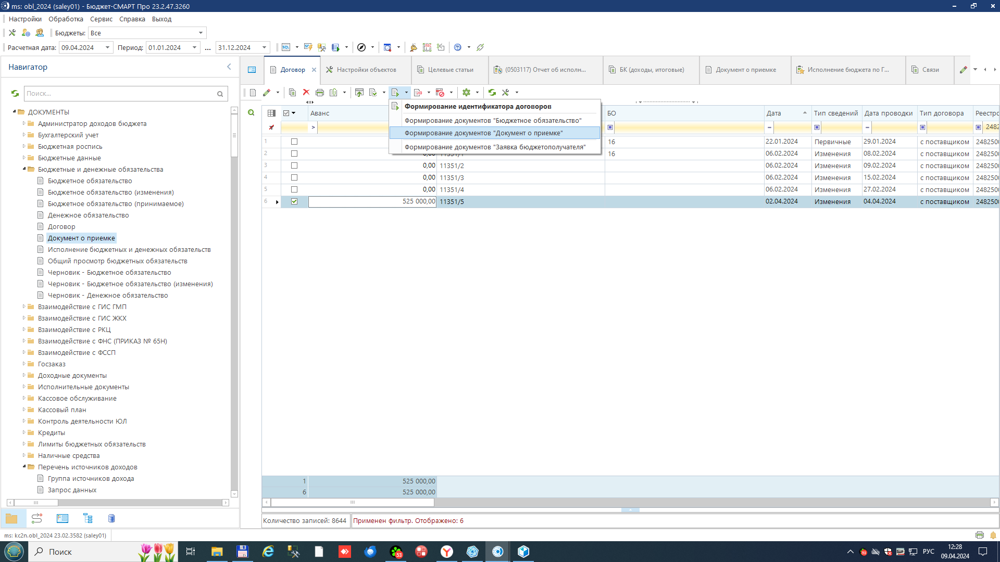 ms: obl_2024 (saley01) - Бюджет-СМАРТ Про 23.2.47.3260
Настройки Обработка Сервис Справка Выход
Бюджеты: Все
Расчетная дата: 09.04.2024 Период: 01.01.2024 ... 31.12.2024
Навигатор
Договор Настройки объектов Целевые статьи (0503117) Отчет об исполн... БК (доходы, итоговые) Документ о приемке Исполнение бюджета по Г... Связи
Поиск...
ДОКУМЕНТЫ
Администратор доходов бюджета
Бухгалтерский учет
Бюджетная роспись
Бюджетные данные
Бюджетные и денежные обязательства
Бюджетное обязательство
Бюджетное обязательство (изменения)
Бюджетное обязательство (принимаемое)
Денежное обязательство
Договор
Документ о приемке
Исполнение бюджетных и денежных обязательств
Общий просмотр бюджетных обязательств
Черновик - Бюджетное обязательство
Черновик - Бюджетное обязательство (изменения)
Черновик - Денежное обязательство
Взаимодействие с ГИС ГМП
Взаимодействие с ГИС ЖКХ
Взаимодействие с РКЦ
Взаимодействие с ФНС (ПРИКАЗ № 65Н)
Взаимодействие с ФССП
Госзаказ
Доходные документы
Исполнительные документы
Кассовое обслуживание
Кассовый план
Контроль деятельности ЮЛ
Кредиты
Лимиты бюджетных обязательств
Наличные средства
Перечень источников доходов
Группа источников дохода
Запрос данных
Формирование идентификатора договоров
Формирование документов "Бюджетное обязательство"
Формирование документов "Документ о приемке"
Формирование документов "Заявка бюджетополучателя"
Аванс БО Дата Тип сведений Дата проводки Тип договора Реестро
> = = 2482
1 16 22.01.2024 Первичные 29.01.2024 с поставщиком 2482500
2 0,00 11351/1 16 06.02.2024 Изменения 08.02.2024 с поставщиком 2482500
3 0,00 11351/2 06.02.2024 Изменения 09.02.2024 с поставщиком 2482500
4 0,00 11351/3 06.02.2024 Изменения 15.02.2024 с поставщиком 2482500
5 0,00 11351/4 06.02.2024 Изменения 27.02.2024 с поставщиком 2482500
6 525 000,00 11351/5 02.04.2024 Изменения 04.04.2024 с поставщиком 2482500
1 525 000,00
6 525 000,00
Количество записей: 8644 Применен фильтр. Отображено: 6
ms: kc2n.obl_2024 23.02.3582 (saley01)
Поиск
53
53
РУС
12:28
09.04.2024